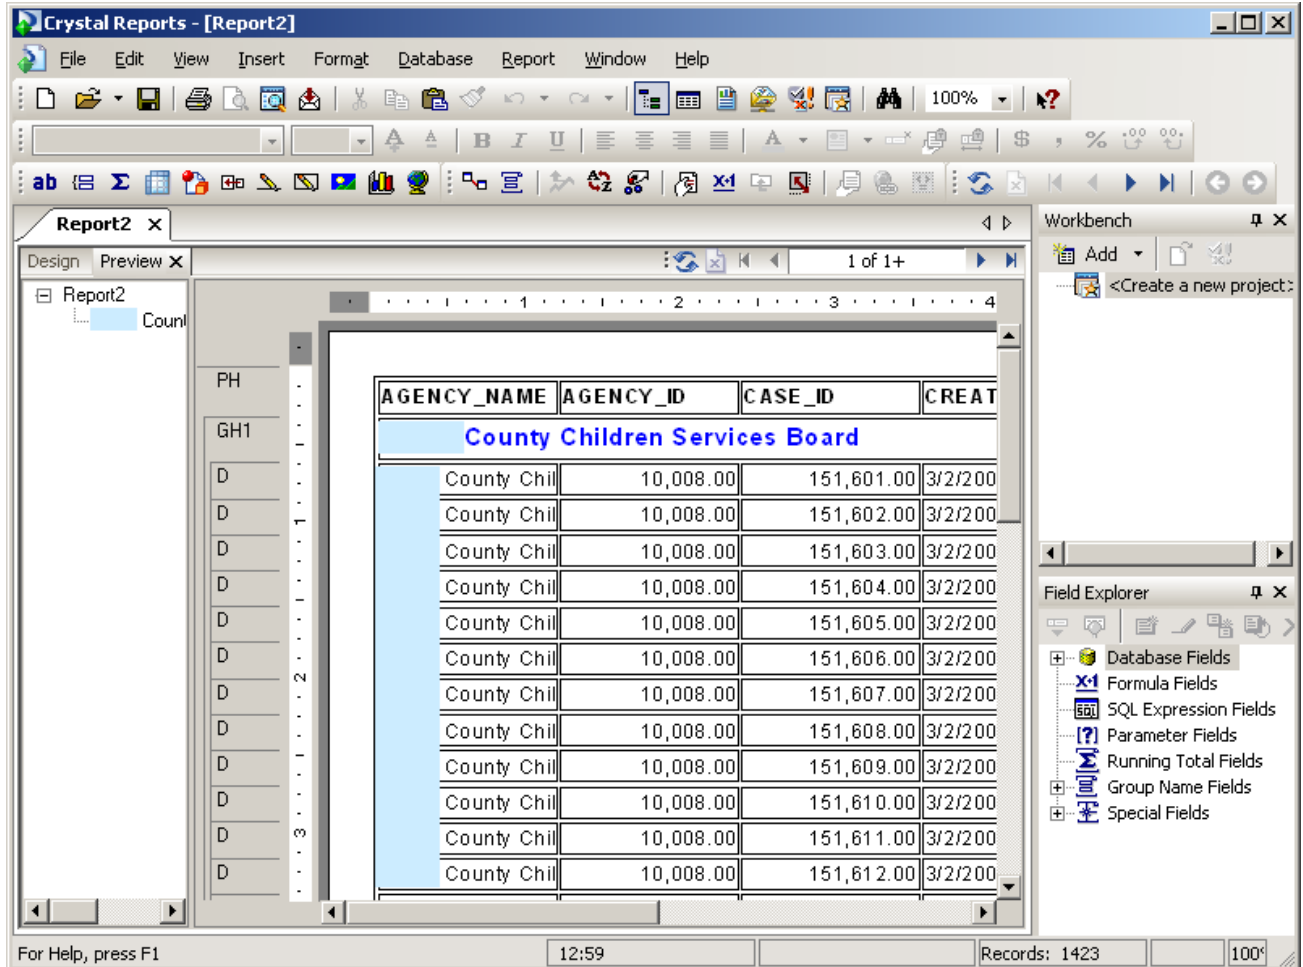 Crystal Reports - [Report2]
File Edit View Insert Format Database Report Window Help
100%
B I U A $ , %
ab Σ
Report2 X
Design Preview X
1 of 1+
Report2
Count
1 2 3 4
PH
AGENCY_NAME AGENCY_ID CASE_ID CREAT
GH1
County Children Services Board
D County Chil 10,008.00 151,601.00 3/2/200
D County Chil 10,008.00 151,602.00 3/2/200
D County Chil 10,008.00 151,603.00 3/2/200
D County Chil 10,008.00 151,604.00 3/2/200
D County Chil 10,008.00 151,605.00 3/2/200
D County Chil 10,008.00 151,606.00 3/2/200
D County Chil 10,008.00 151,607.00 3/2/200
D County Chil 10,008.00 151,608.00 3/2/200
D County Chil 10,008.00 151,609.00 3/2/200
D County Chil 10,008.00 151,610.00 3/2/200
D County Chil 10,008.00 151,611.00 3/2/200
D County Chil 10,008.00 151,612.00 3/2/200
1
2
3
Workbench
Add
<Create a new project>
Field Explorer
Database Fields
Formula Fields
SQL Expression Fields
Parameter Fields
Running Total Fields
Group Name Fields
Special Fields
For Help, press F1
12:59
Records: 1423
100%